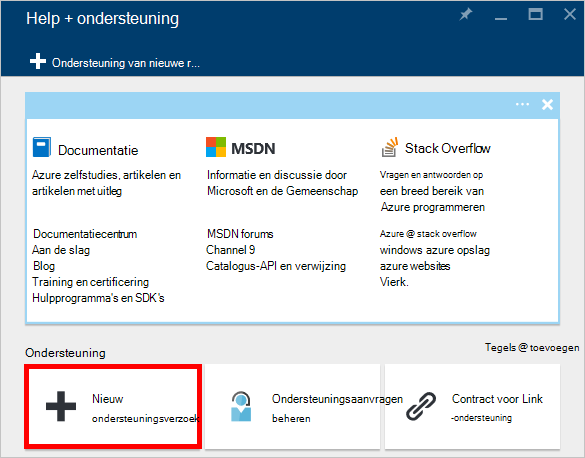 Help + ondersteuning
Ondersteuning van nieuwe r...
Documentatie
Azure zelfstudies, artikelen en
artikelen met uitleg
Documentatiecentrum
Aan de slag
Blog
Training en certificering
Hulpprogramma's en SDK's
MSDN
Informatie en discussie door
Microsoft en de Gemeenschap
MSDN forums
Channel 9
Catalogus-API en verwijzing
Stack Overflow
Vragen en antwoorden op
een breed bereik van
Azure programmeren
Azure @ stack overflow
windows azure opslag
azure websites
Vierk.
Ondersteuning
Tegels @ toevoegen
Nieuw
ondersteuningsverzoek
Ondersteuningsaanvragen
beheren
Contract voor Link
-ondersteuning